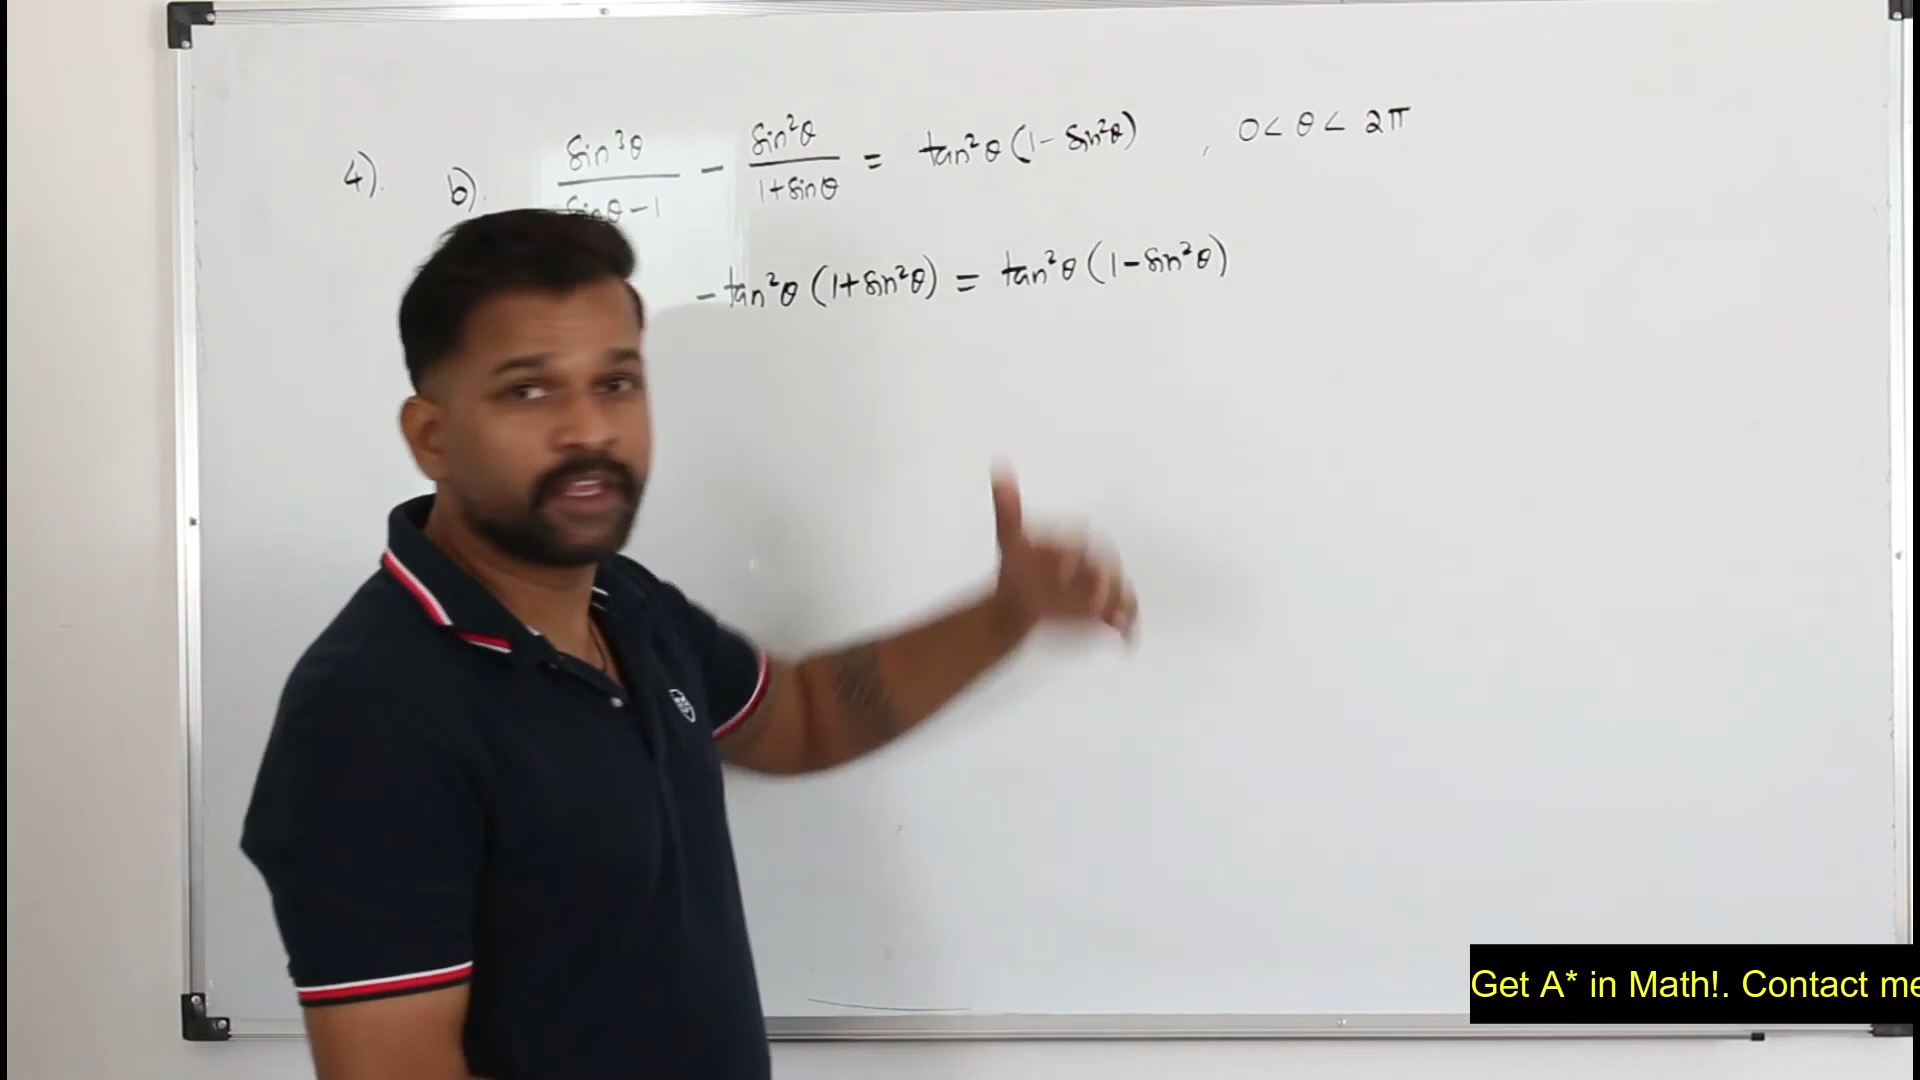 4). b). sin³θ/sinθ-1 - sin²θ/1+sinθ = tan²θ(1-sin²θ) , 0<θ<2π
-tan²θ(1+sin²θ) = tan²θ(1-sin²θ)
Get A* in Math!. Contact me